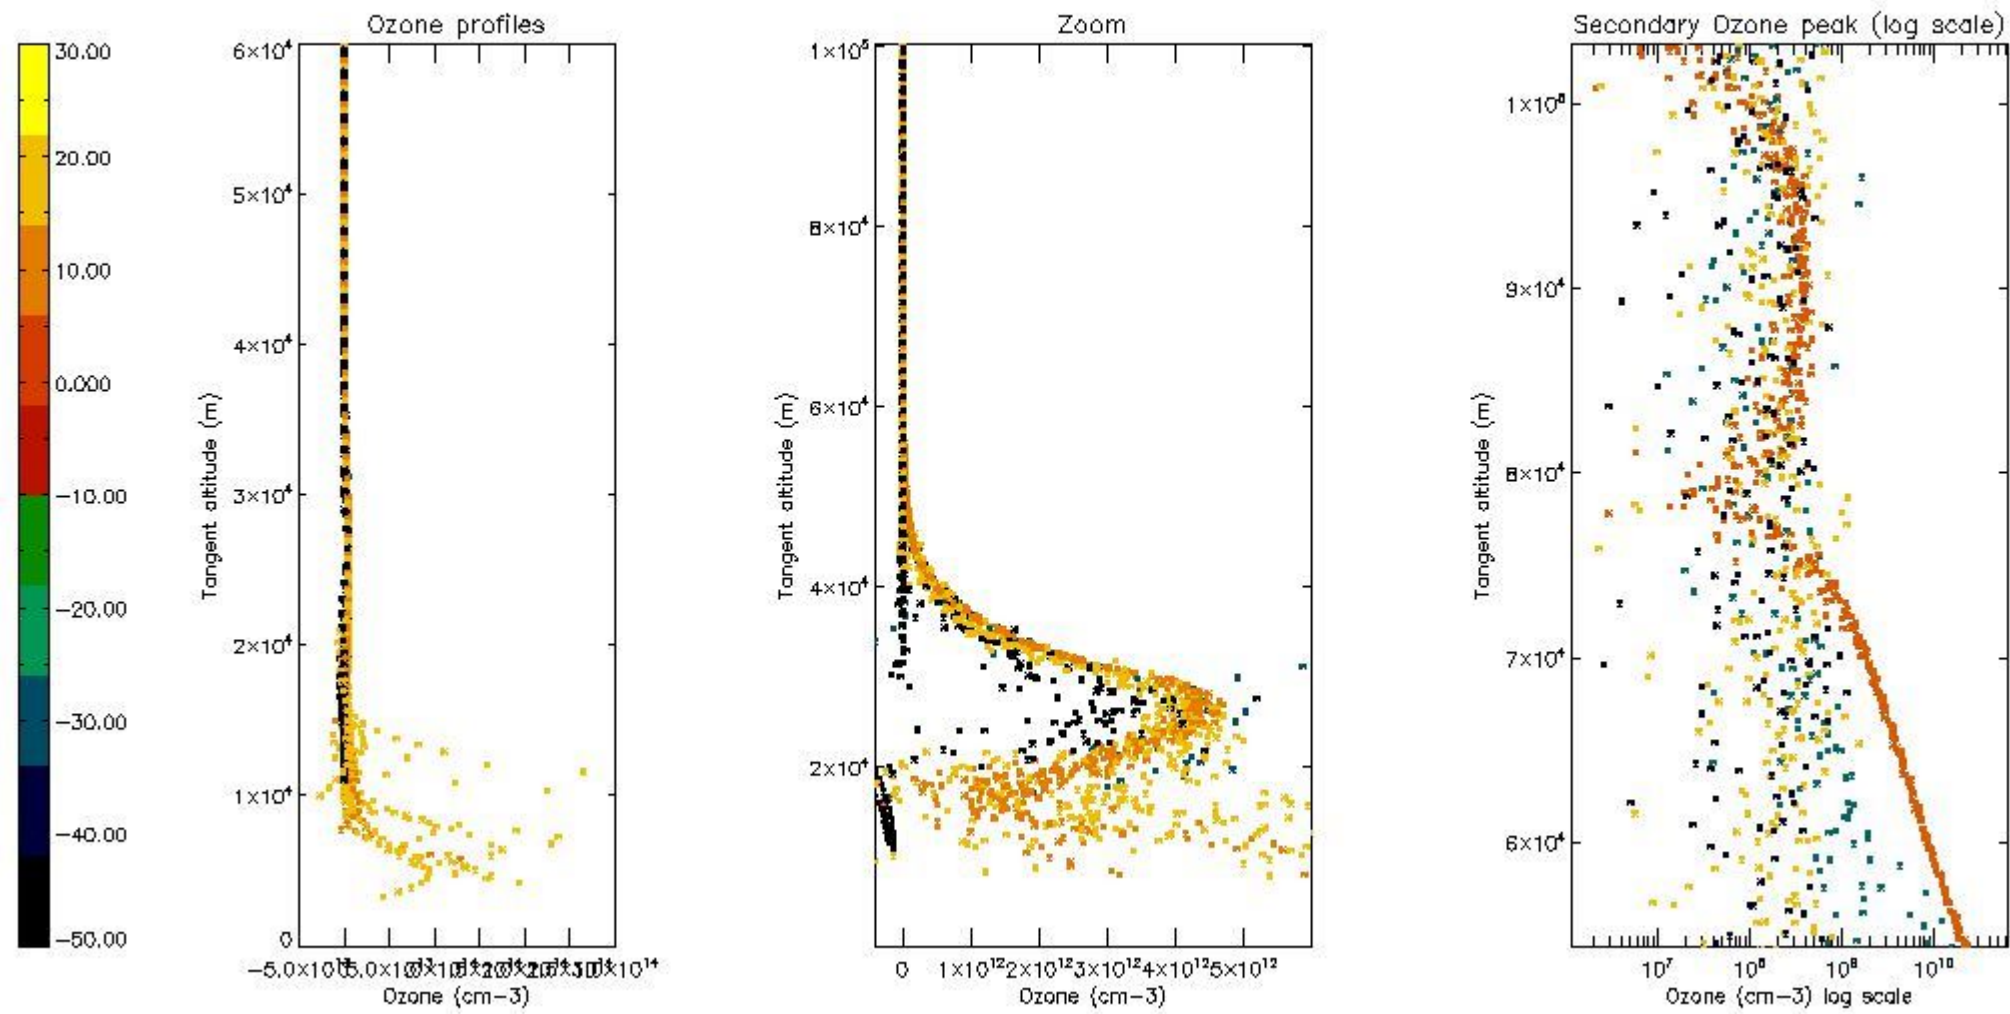 Ozone profiles
Zoom
Secondary Ozone peak (log scale)
30.00
20.00
10.00
0.000
−10.00
−20.00
−30.00
−40.00
−50.00
6×10⁴
5×10⁴
4×10⁴
3×10⁴
2×10⁴
1×10⁴
0
Tangent altitude (m)
Ozone (cm−3)
1×10⁵
8×10⁴
6×10⁴
4×10⁴
2×10⁴
Tangent altitude (m)
0 1×10¹² 2×10¹² 3×10¹² 4×10¹² 5×10¹²
Ozone (cm−3)
1×10⁵
9×10⁴
8×10⁴
7×10⁴
6×10⁴
Tangent altitude (m)
10⁷ 10⁸ 10⁹ 10¹⁰
Ozone (cm−3) log scale